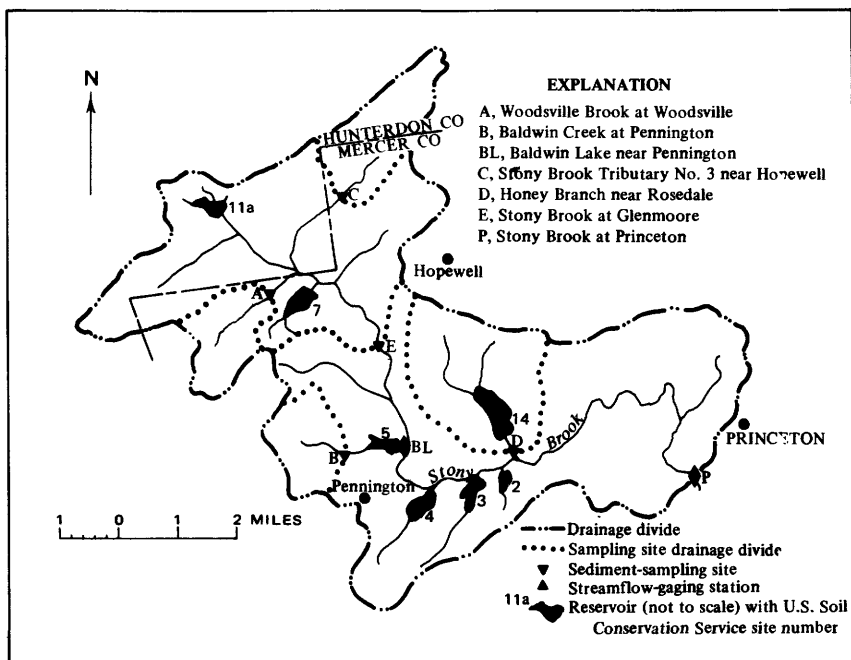 N
EXPLANATION
A, Woodsville Brook at Woodsville
B, Baldwin Creek at Pennington
BL, Baldwin Lake near Pennington
C, Stony Brook Tributary No. 3 near Hopewell
D, Honey Branch near Rosedale
E, Stony Brook at Glenmoore
P, Stony Brook at Princeton
HUNTERDON CO
MERCER CO
C
11a
Hopewell
A
7
E
14
5
BL
D
Brook
PRINCETON
B
Stony
P
Pennington
2
3
4
1 0 1 2 MILES
Drainage divide
Sampling site drainage divide
Sediment-sampling site
Streamflow-gaging station
11a
Reservoir (not to scale) with U.S. Soil
Conservation Service site number